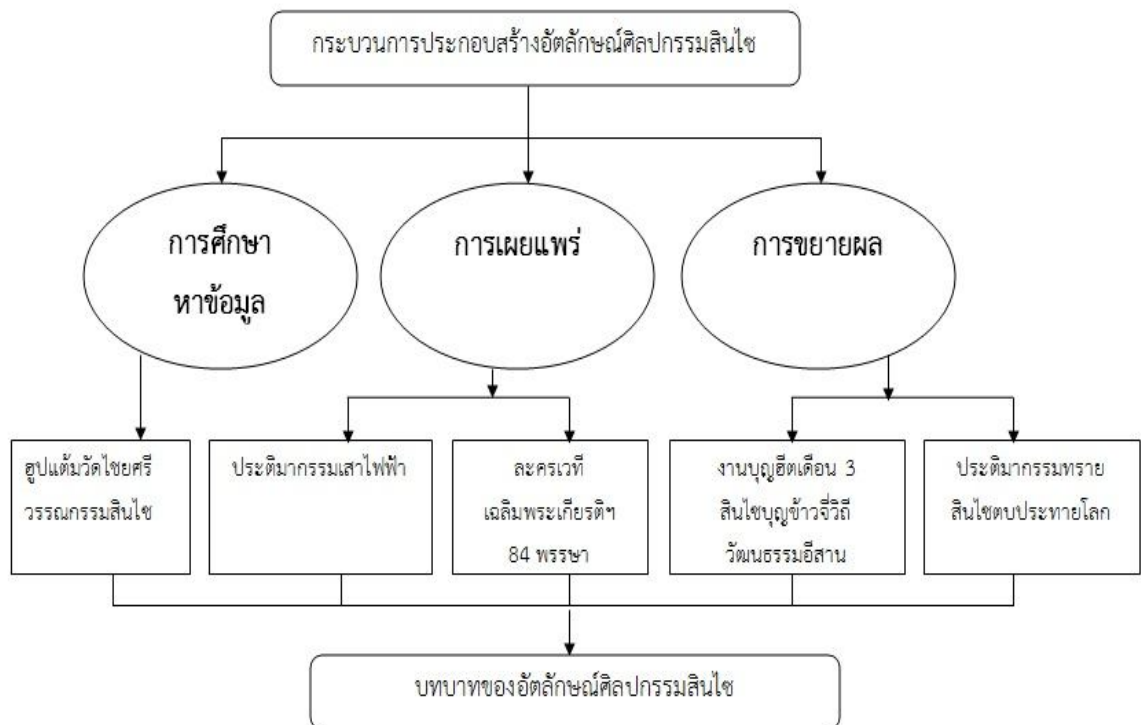 กระบวนการประกอบสร้างอัตลักษณ์ศิลปกรรมสินไซ
การศึกษา
หาข้อมูล
การเผยแพร่
การขยายผล
ฮูปแต้มวัดไชยศรี
วรรณกรรมสินไซ
ประติมากรรมเสาไฟฟ้า
ละครเวที
เฉลิมพระเกียรติฯ
84 พรรษา
งานบุญฮีตเดือน 3
สินไซบุญข้าวจี่วิถี
วัฒนธรรมอีสาน
ประติมากรรมทราย
สินไซตบประทายโลก
บทบาทของอัตลักษณ์ศิลปกรรมสินไซ